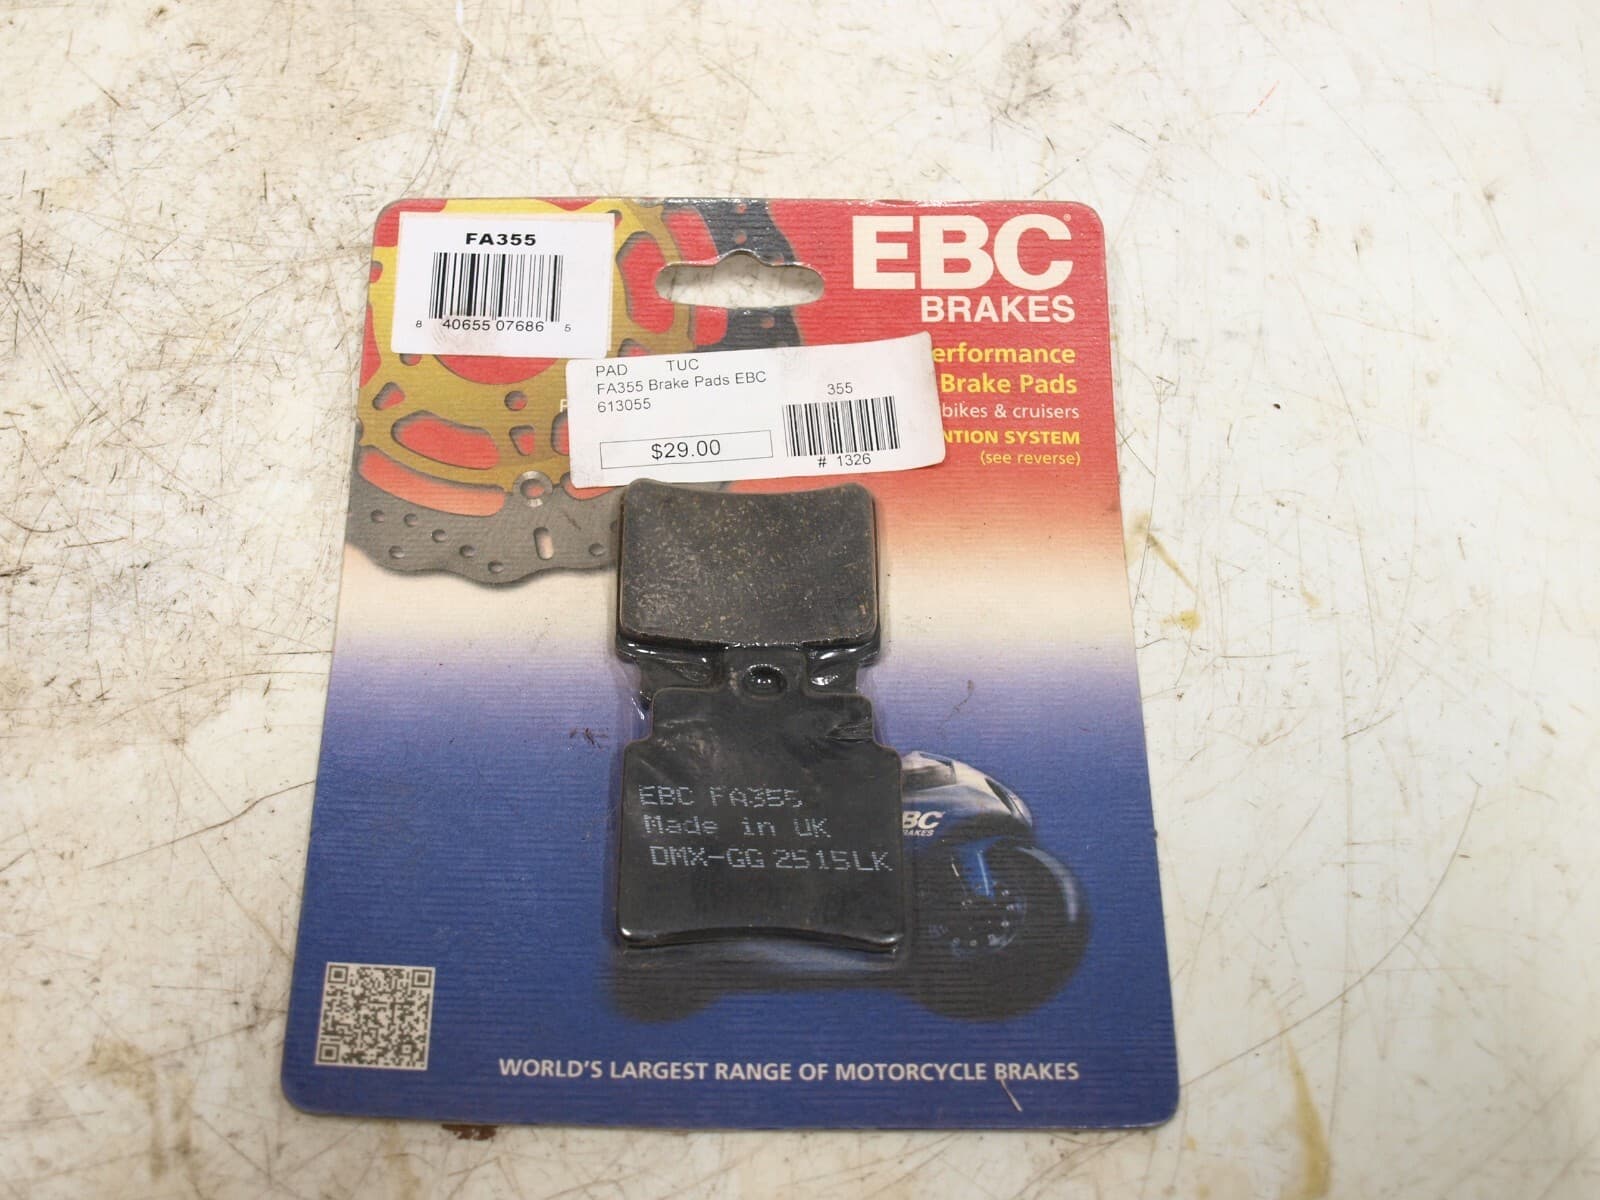 FA355
8 40655 07686 5
EBC®
BRAKES
erformance
Brake Pads
bikes & cruisers
NTION SYSTEM
(see reverse)
PAD TUC
FA355 Brake Pads EBC
613055
355
$29.00
# 1326
EBC FA355
Made in UK
DMX-GG 2515LK
BC
RAKES
WORLD'S LARGEST RANGE OF MOTORCYCLE BRAKES